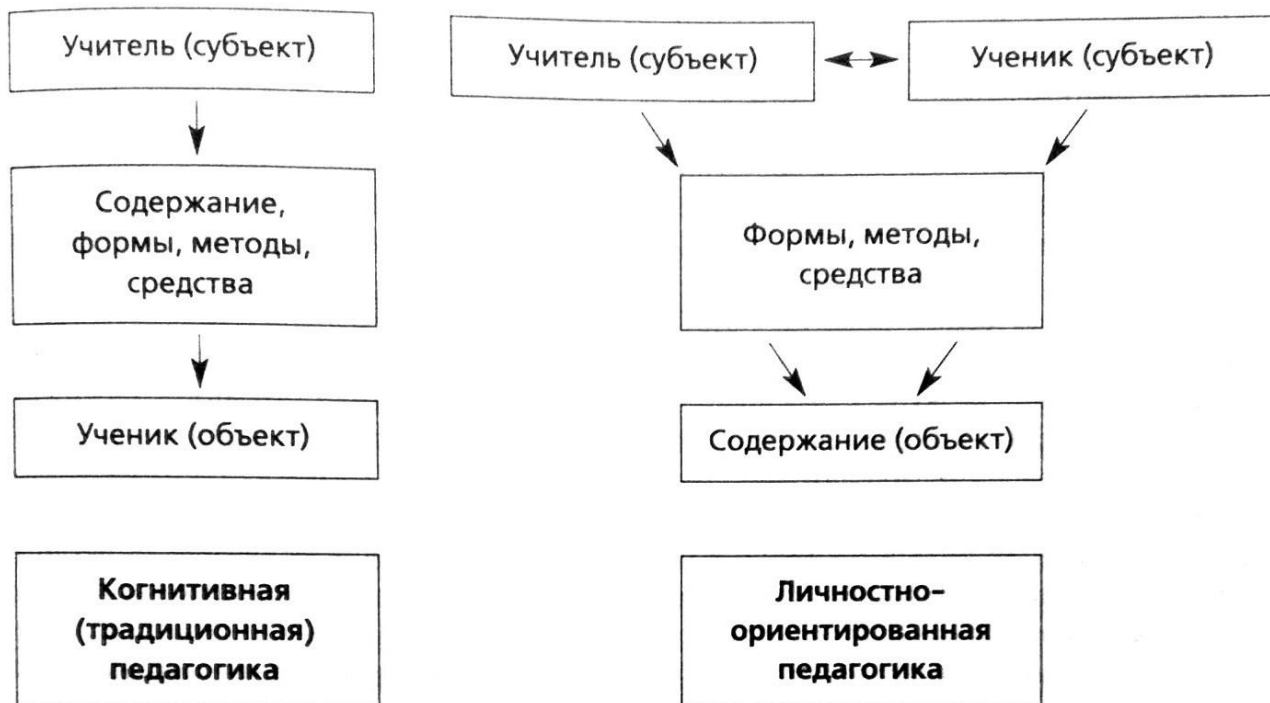 Учитель (субъект)
Содержание,
формы, методы,
средства
Ученик (объект)
Когнитивная
(традиционная)
педагогика
Учитель (субъект)
Ученик (субъект)
Формы, методы,
средства
Содержание (объект)
Личностно-
ориентированная
педагогика